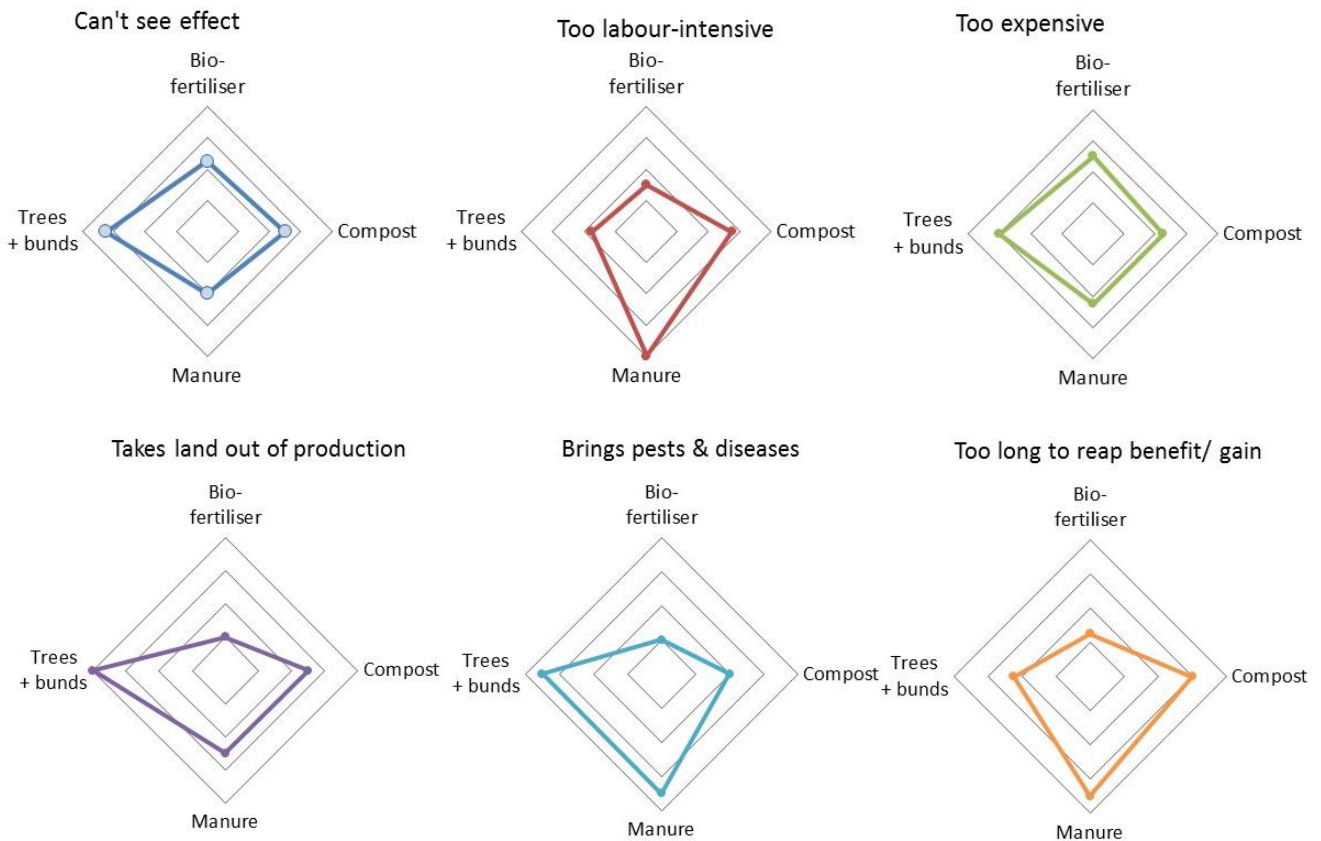 Can't see effect
Bio-
fertiliser
Trees
+ bunds
Compost
Manure
Too labour-intensive
Bio-
fertiliser
Trees
+ bunds
Compost
Manure
Too expensive
Bio-
fertiliser
Trees
+ bunds
Compost
Manure
Takes land out of production
Bio-
fertiliser
Trees
+ bunds
Compost
Manure
Brings pests & diseases
Bio-
fertiliser
Trees
+ bunds
Compost
Manure
Too long to reap benefit/ gain
Bio-
fertiliser
Trees
+ bunds
Compost
Manure